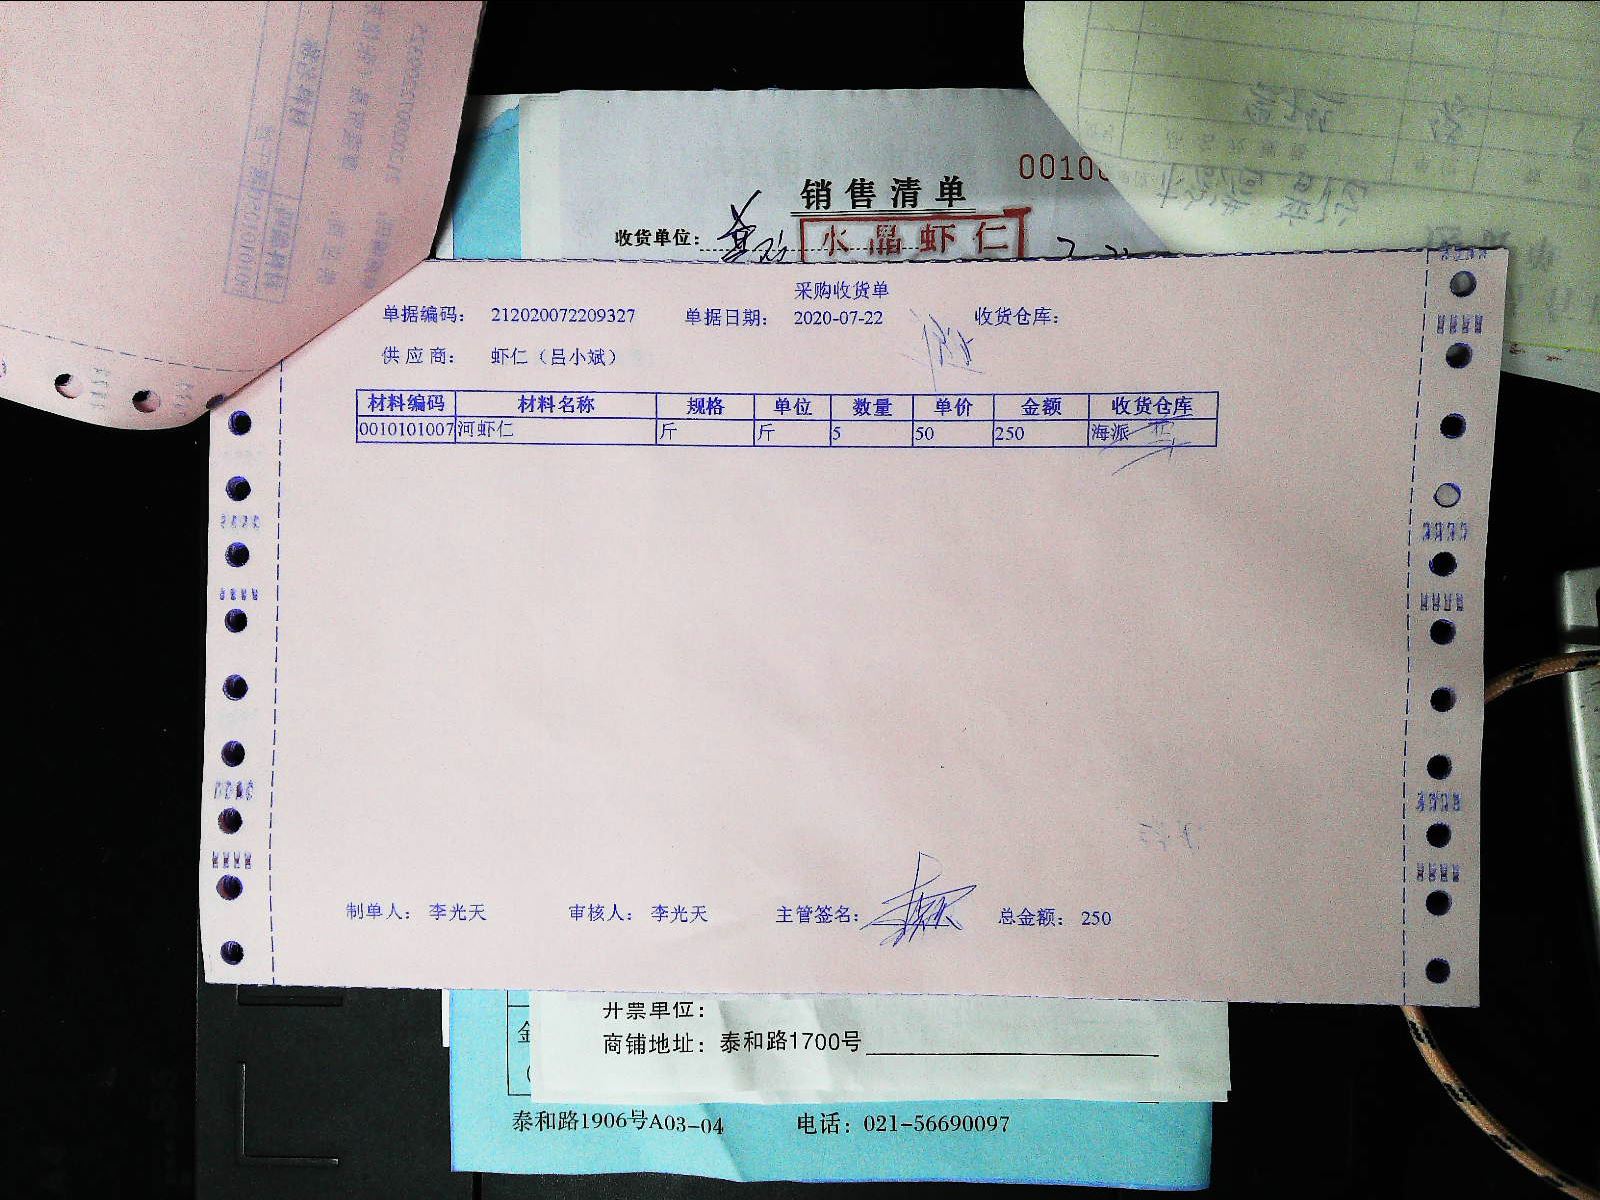 00100
销售清单
收货单位:
水晶虾仁
采购收货单
单据编码: 212020072209327 单据日期: 2020-07-22 收货仓库:
供应商: 虾仁（吕小斌）
材料编码 材料名称 规格 单位 数量 单价 金额 收货仓库
0010101007 河虾仁 斤 斤 5 50 250 海派
制单人: 李光天 审核人: 李光天 主管签名: 总金额: 250
开票单位:
商铺地址: 泰和路1700号
金
泰和路1906号A03-04 电话: 021-56690097